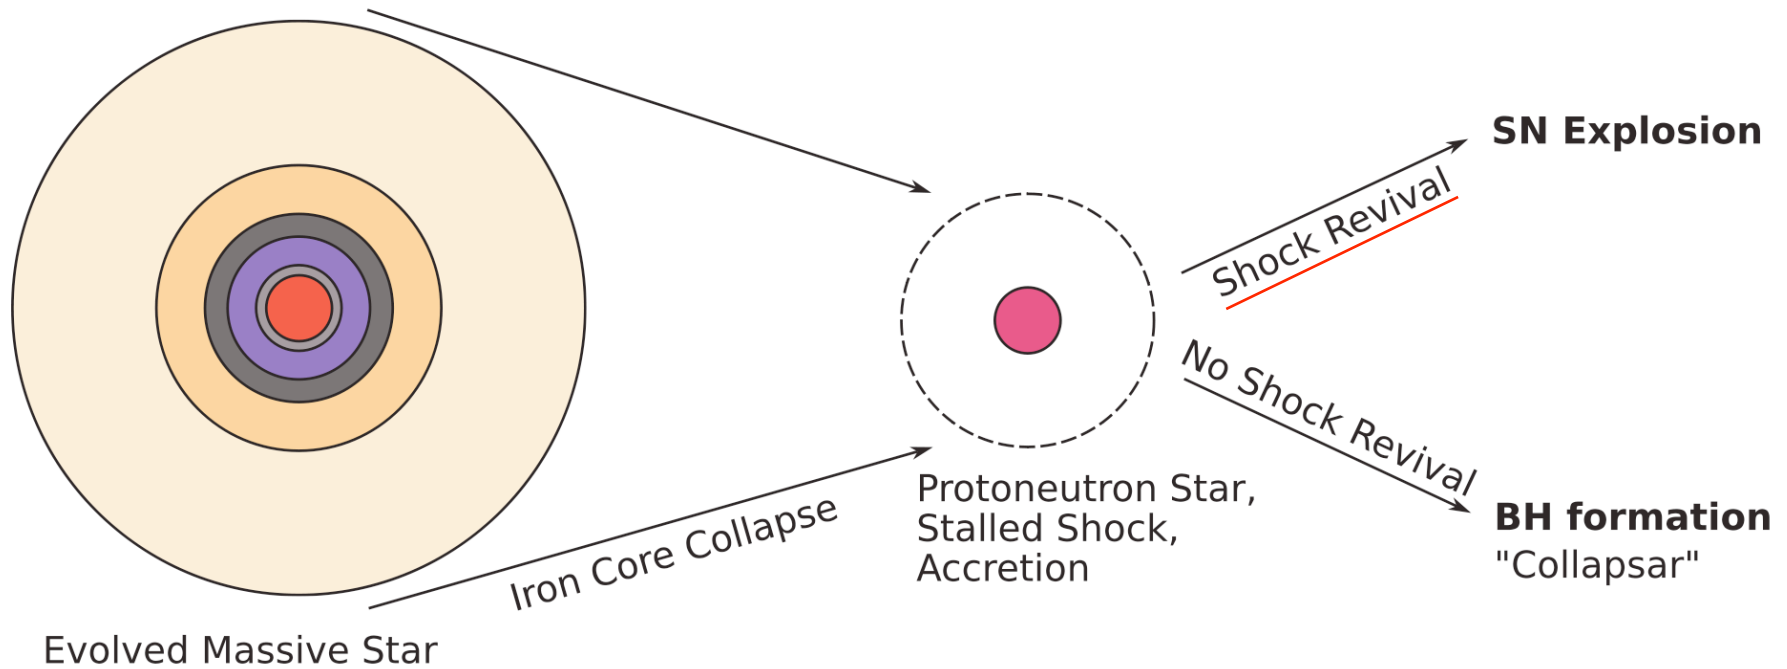 Evolved Massive Star
Iron Core Collapse
Protoneutron Star,
Stalled Shock,
Accretion
Shock Revival
SN Explosion
No Shock Revival
BH formation
"Collapsar"